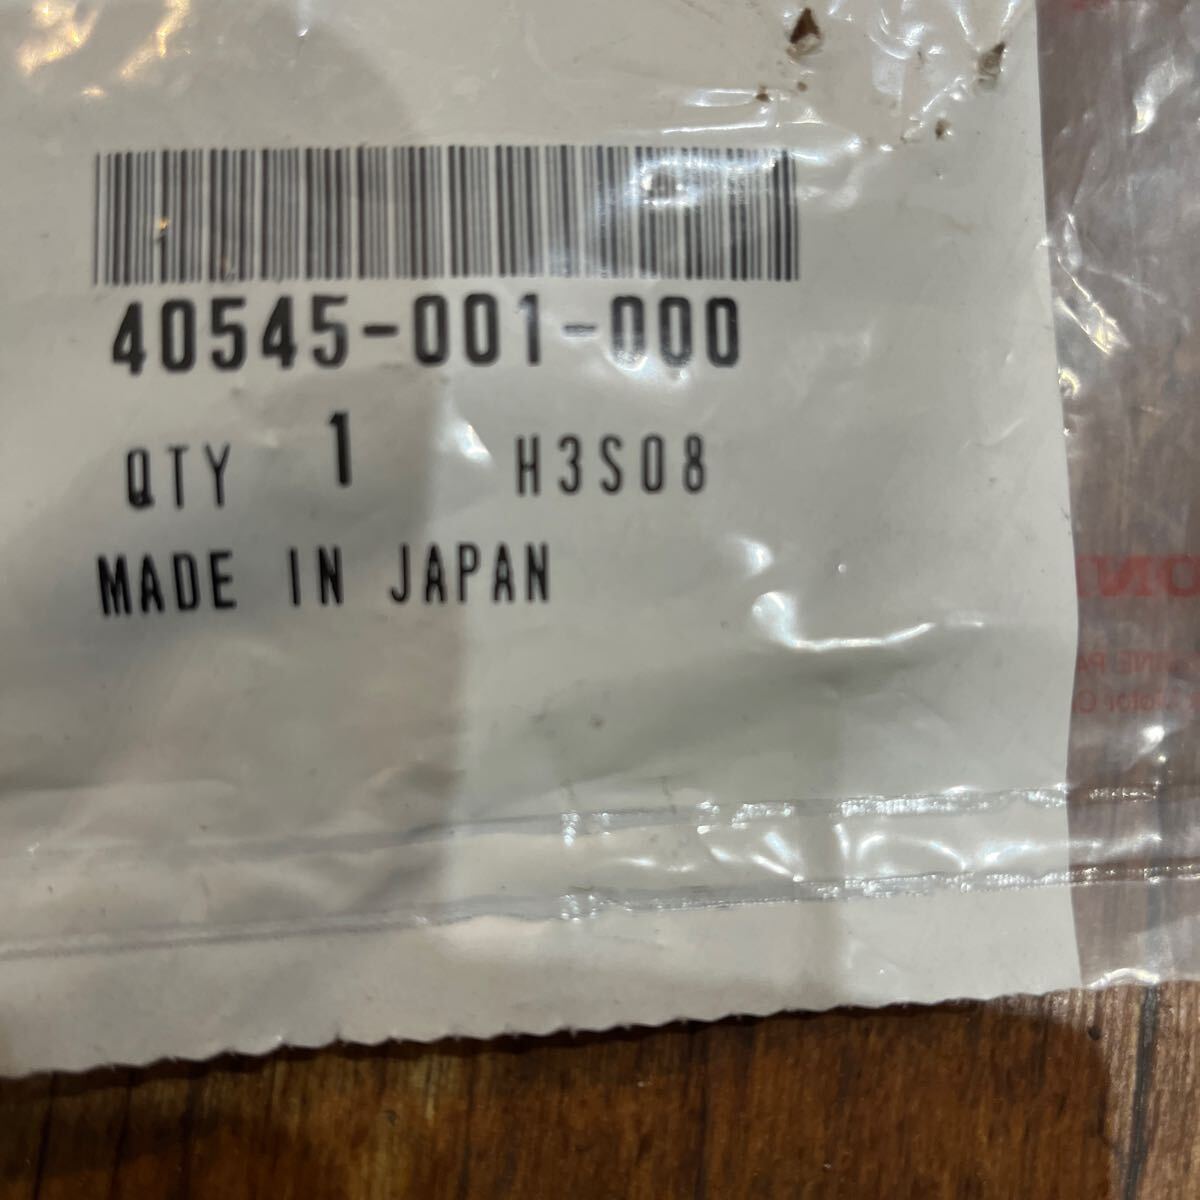 40545-001-000
QTY 1 H3S08
MADE IN JAPAN